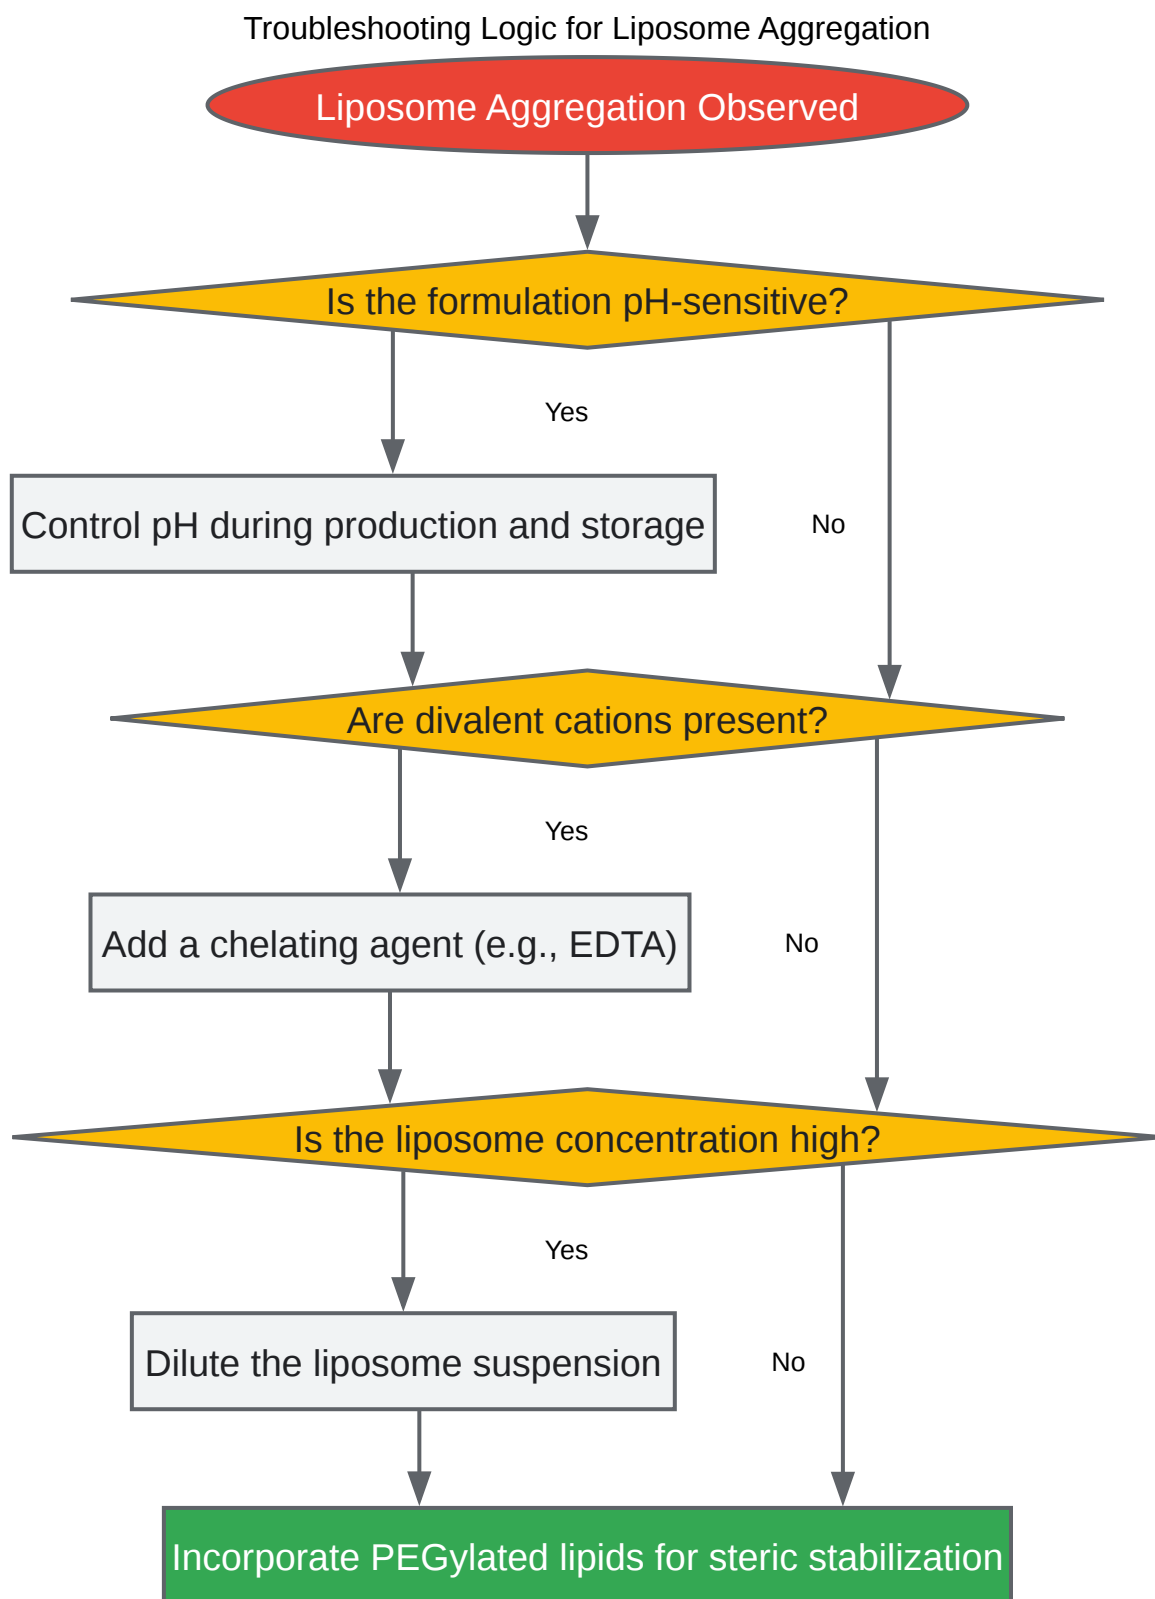 Troubleshooting Logic for Liposome Aggregation
Liposome Aggregation Observed
Is the formulation pH-sensitive?
Yes
Control pH during production and storage
No
Are divalent cations present?
Yes
Add a chelating agent (e.g., EDTA)
No
Is the liposome concentration high?
Yes
Dilute the liposome suspension
No
Incorporate PEGylated lipids for steric stabilization